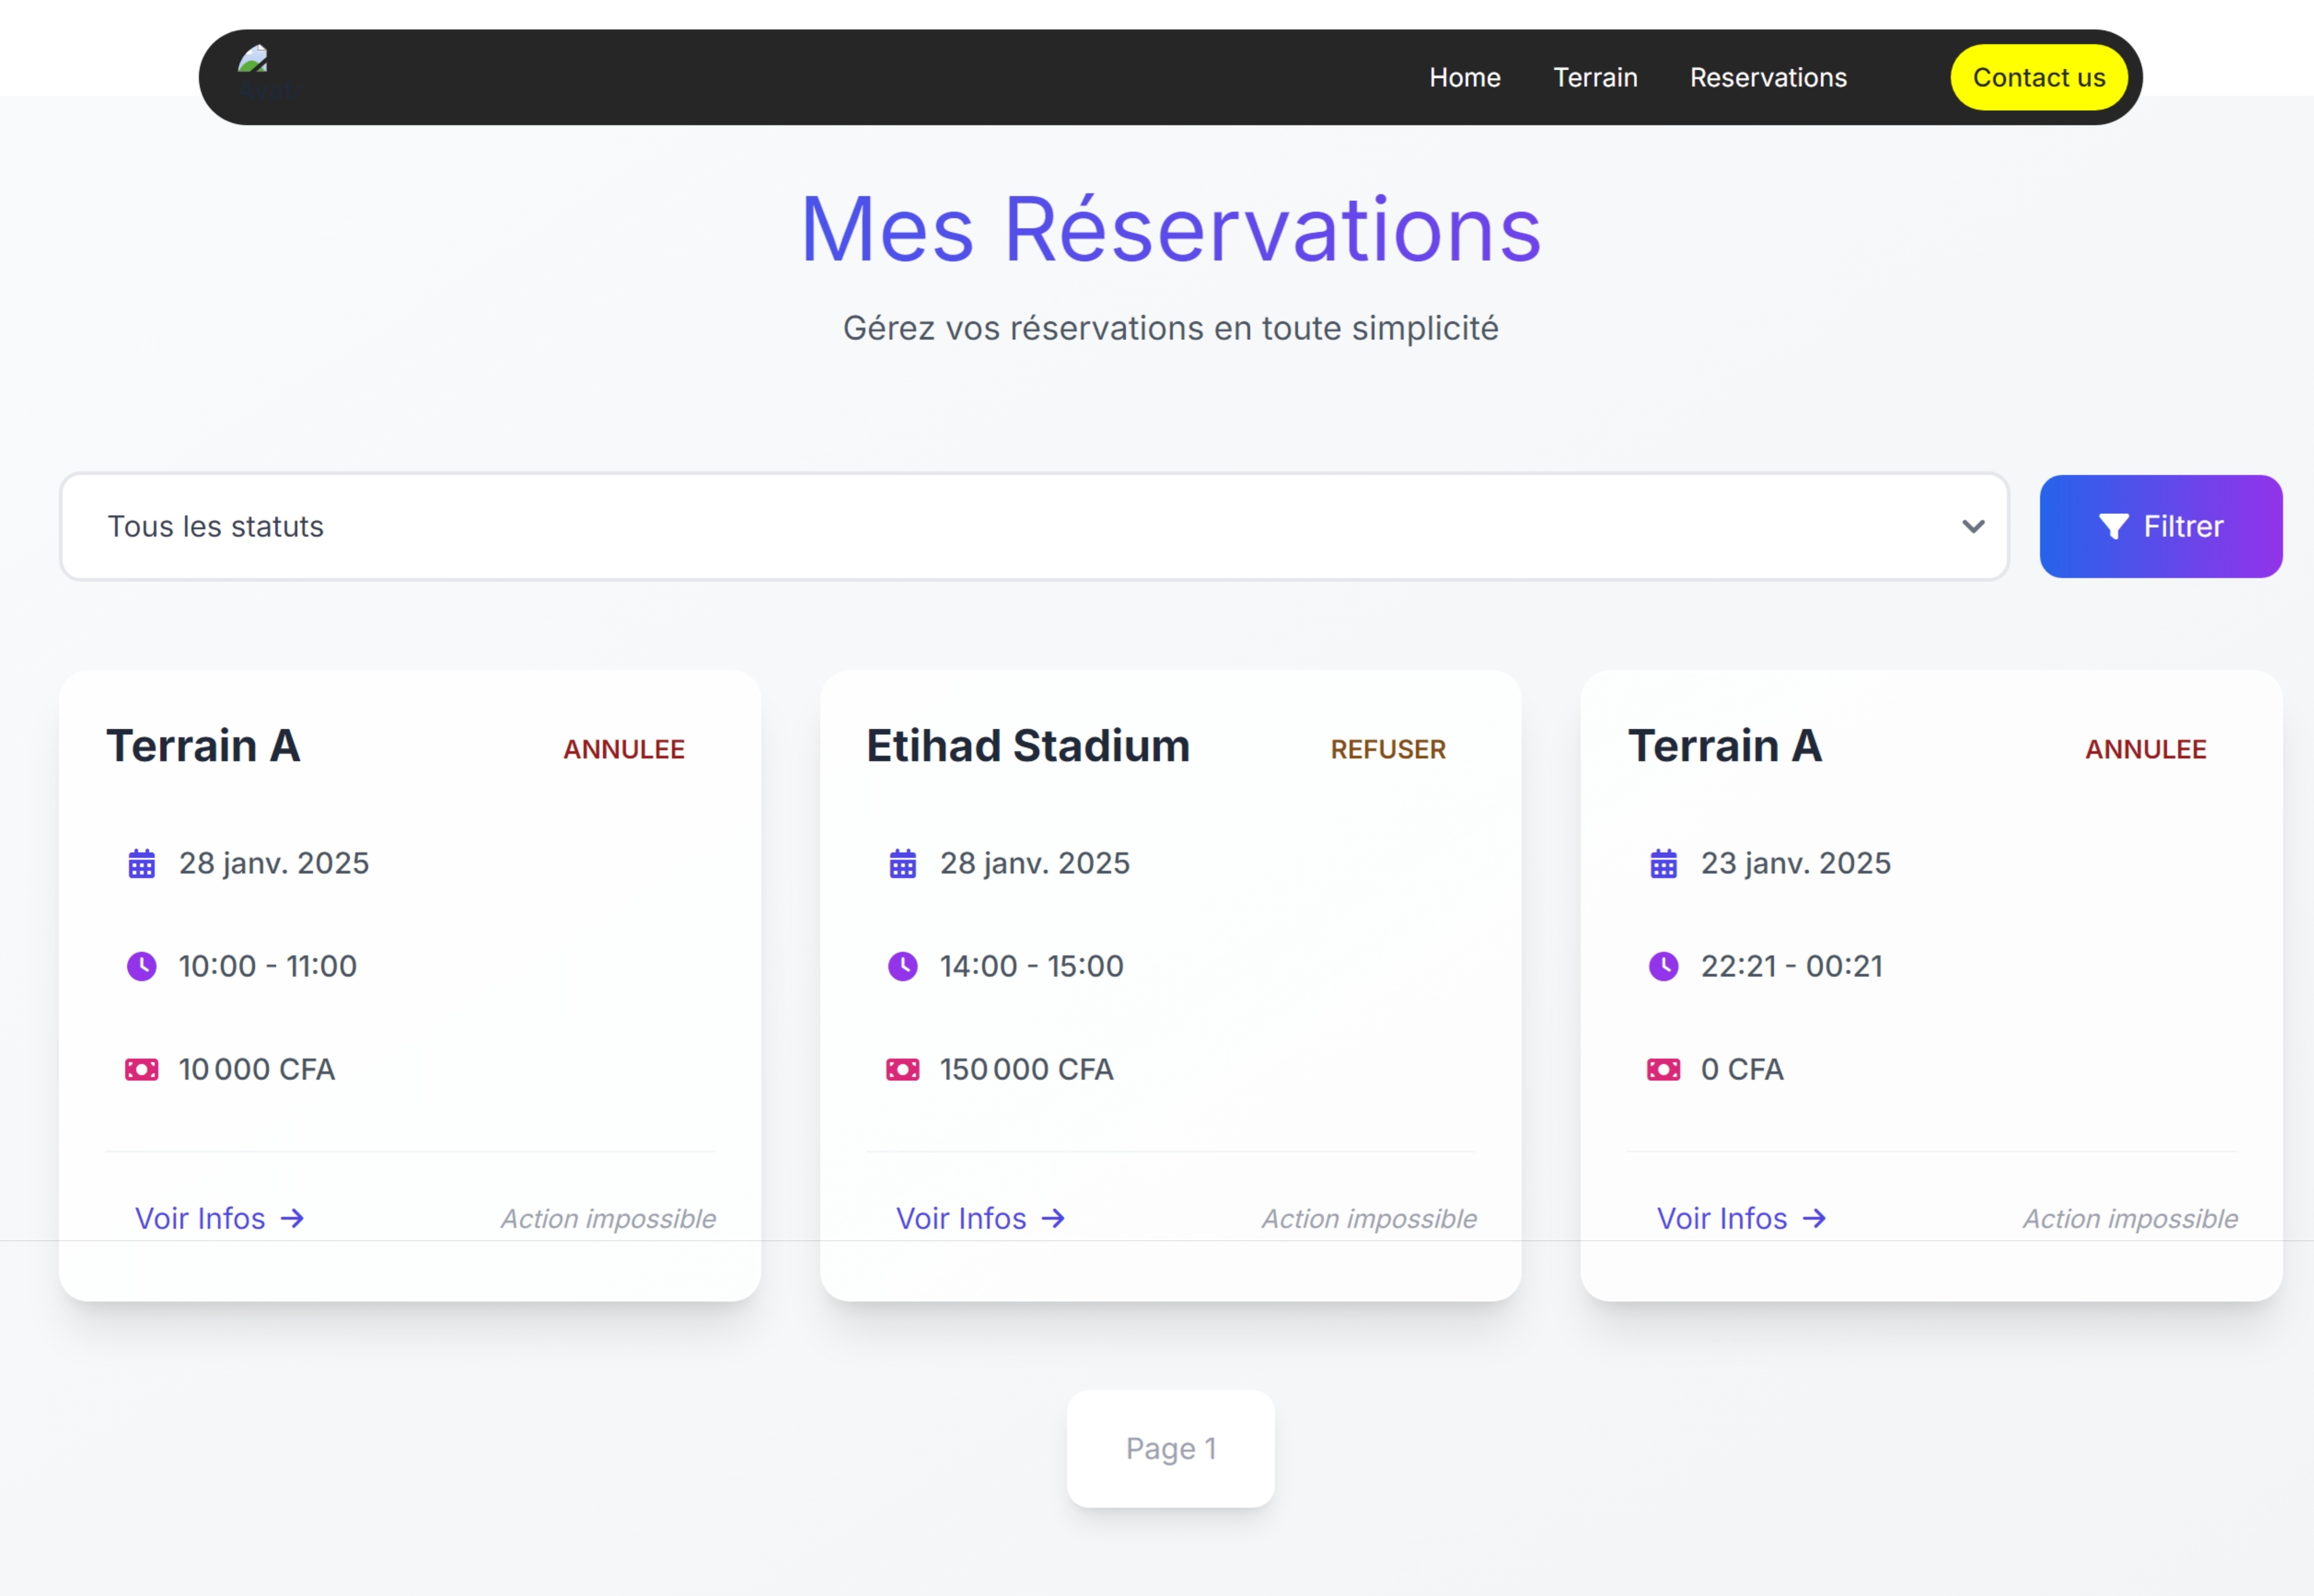 Home Terrain Reservations Contact us
Mes Réservations
Gérez vos réservations en toute simplicité
Tous les statuts
Filtrer
Terrain A ANNULEE
28 janv. 2025
10:00 - 11:00
10 000 CFA
Voir Infos → Action impossible
Etihad Stadium REFUSER
28 janv. 2025
14:00 - 15:00
150 000 CFA
Voir Infos → Action impossible
Terrain A ANNULEE
23 janv. 2025
22:21 - 00:21
0 CFA
Voir Infos → Action impossible
Page 1